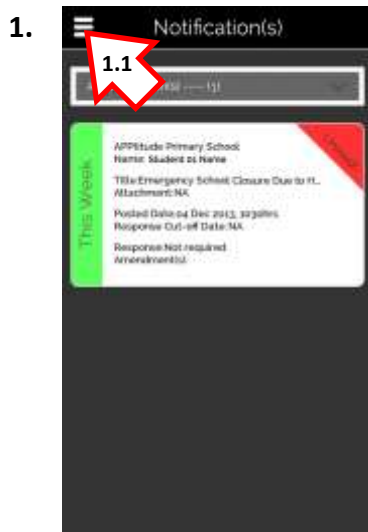 1.
Notification(s)
1.1
This Week
APPtitude Primary School
Name: Student 01 Name
Title:Emergency School Closure Due to H..
Attachment:NA
Posted Date:04 Dec 2013, 1030hrs
Response Cut-off Date:NA
Response:Not required
Amendment(s):